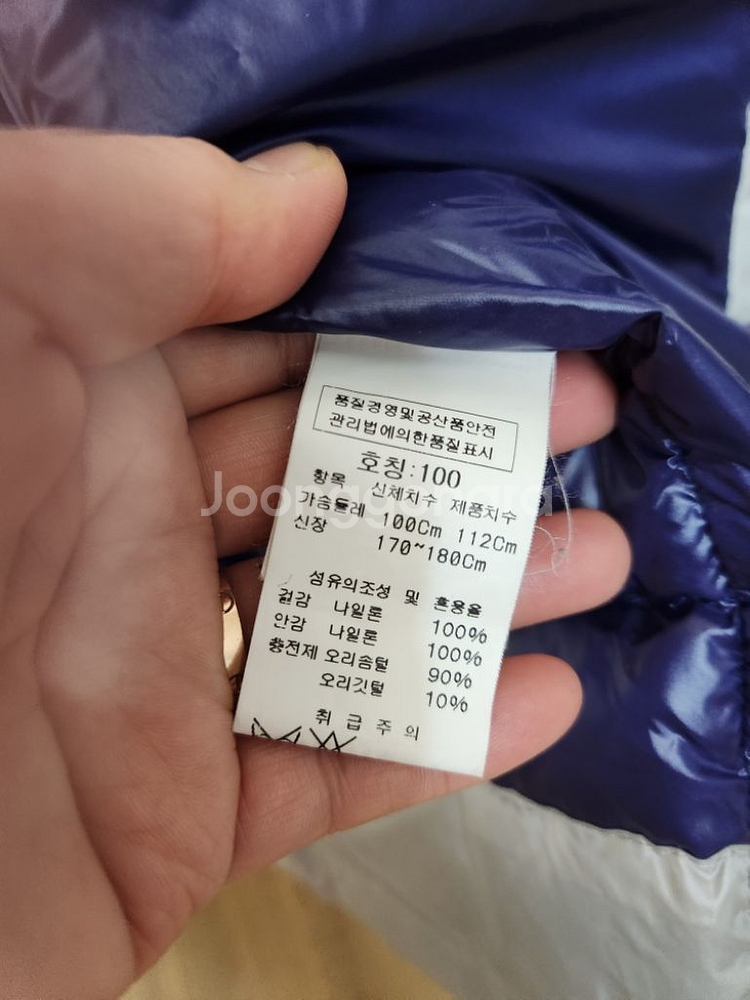 품질경영및공산품안전
관리법에의한품질표시
호칭:100
항목 신체치수 제품치수
가슴둘레 100Cm 112Cm
신장 170~180Cm
섬유의조성 및 혼용율
겉감 나일론 100%
안감 나일론 100%
충전제 오리솜털 90%
오리깃털 10%
취급주의
Joonggonara